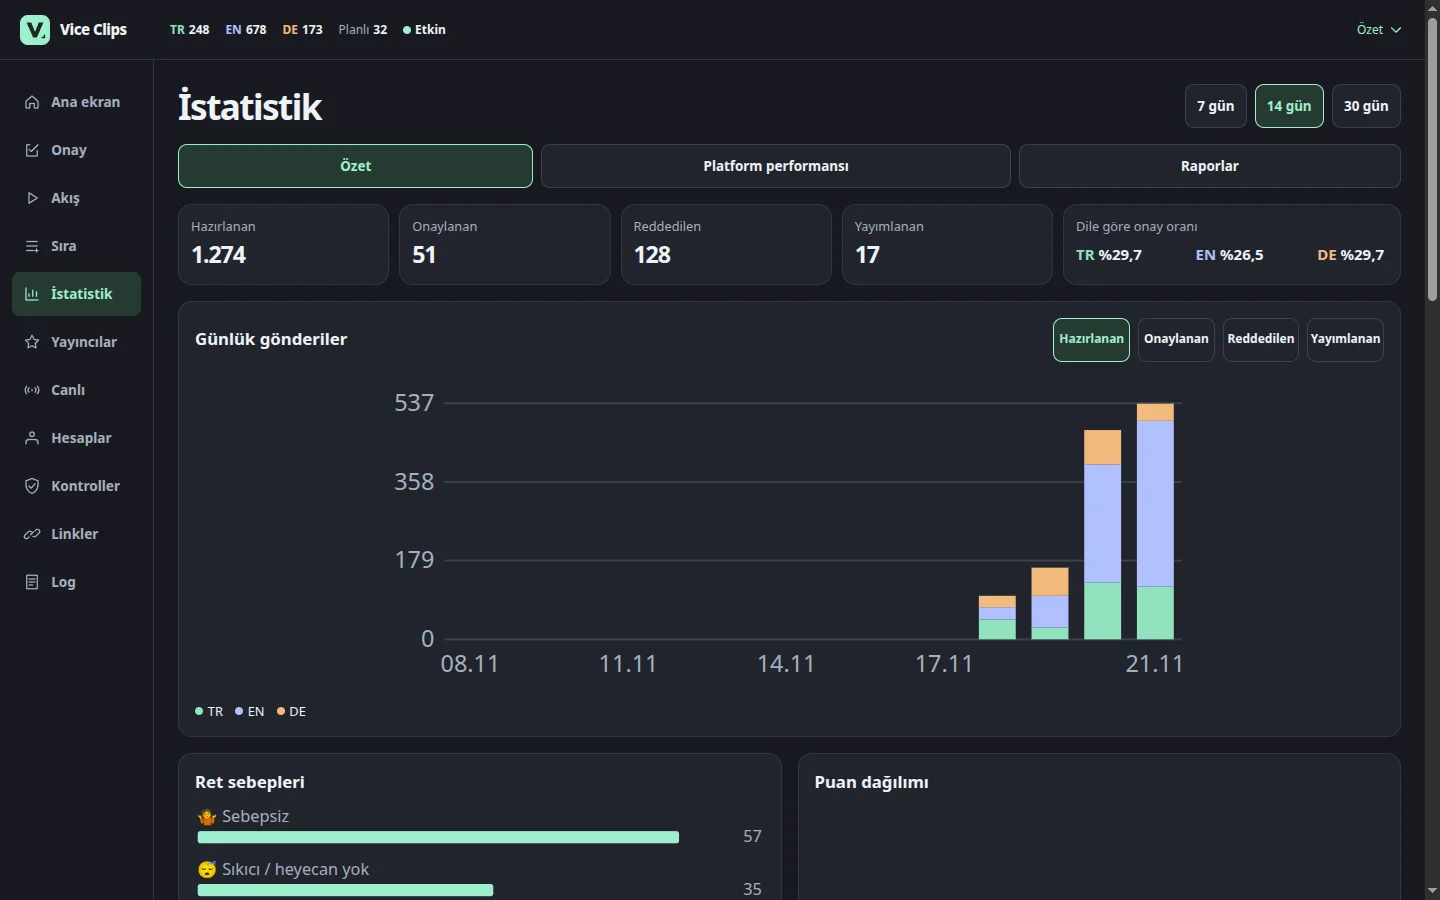 Vice Clips
TR 248 EN 678 DE 173 Planlı 32 Etkin
Özet
Ana ekran
Onay
Akış
Sıra
İstatistik
Yayıncılar
Canlı
Hesaplar
Kontroller
Linkler
Log
İstatistik
7 gün 14 gün 30 gün
Özet Platform performansı Raporlar
Hazırlanan
1.274
Onaylanan
51
Reddedilen
128
Yayımlanan
17
Dile göre onay oranı
TR %29,7 EN %26,5 DE %29,7
Günlük gönderiler
Hazırlanan Onaylanan Reddedilen Yayımlanan
537
358
179
0
08.11 11.11 14.11 17.11 21.11
TR EN DE
Ret sebepleri
🤷 Sebepsiz
57
😴 Sıkıcı / heyecan yok
35
Puan dağılımı